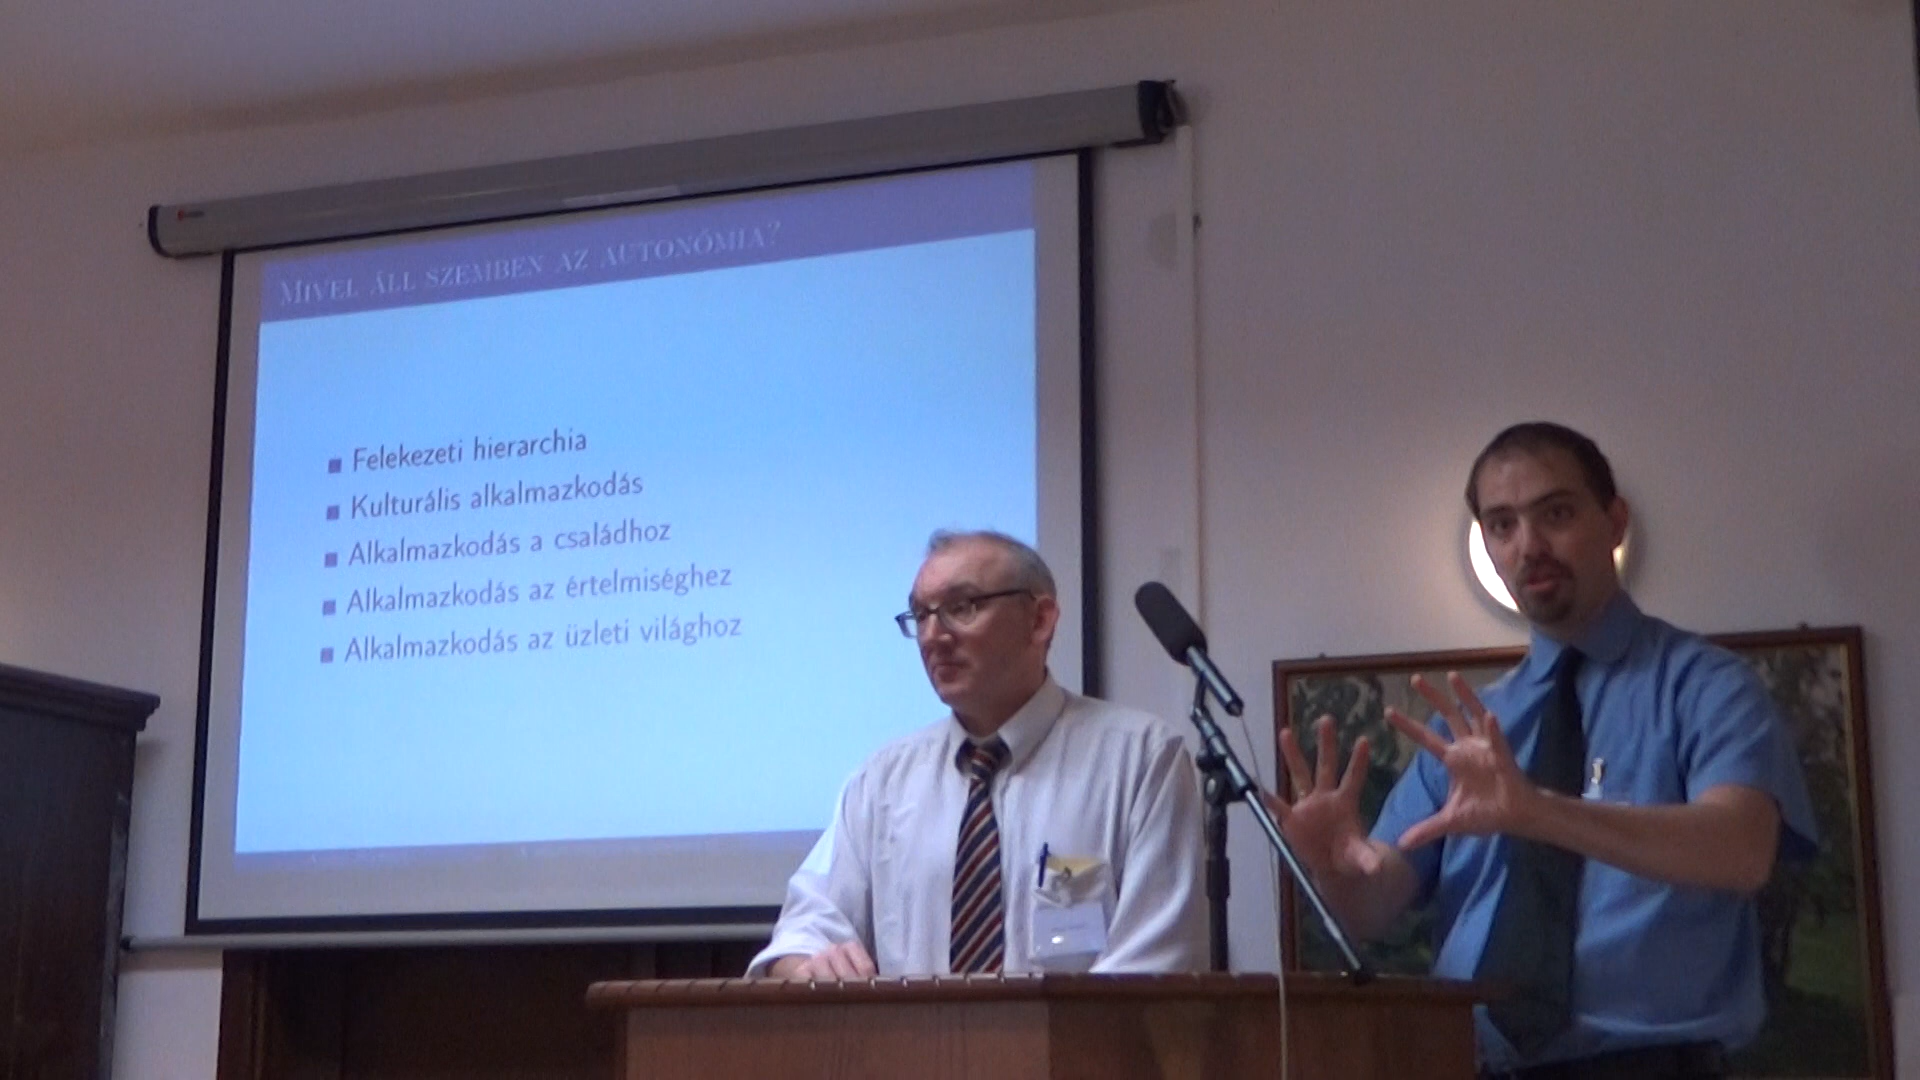 Mivel áll szemben az autonómia?
Felekezeti hierarchia
Kulturális alkalmazkodás
Alkalmazkodás a családhoz
Alkalmazkodás az értelmiséghez
Alkalmazkodás az üzleti világhoz